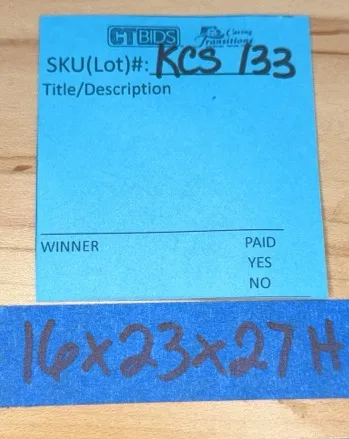 CTBIDS Caring Transitions
SKU(Lot)#: KCS 133
Title/Description
WINNER PAID
YES
NO
16x23x27H